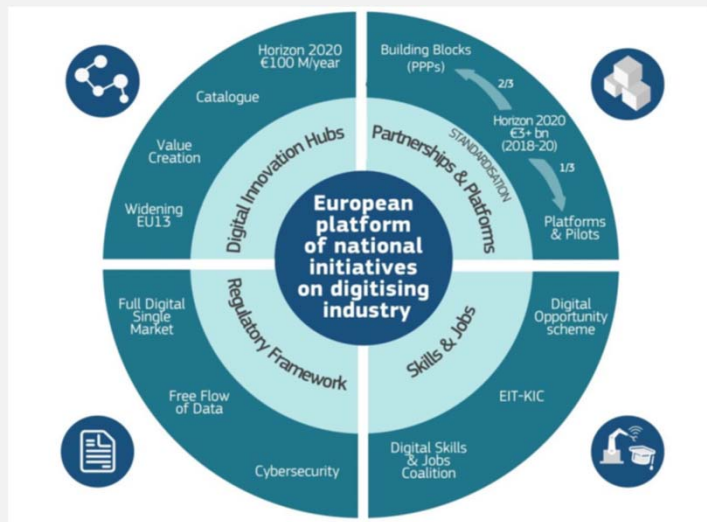 European
platform
of national
initiatives
on digitising
industry
Digital Innovation Hubs
Horizon 2020
€100 M/year
Catalogue
Value
Creation
Widening
EU13
Partnerships & Platforms
STANDARDISATION
Building Blocks
(PPPs)
2/3
Horizon 2020
€3+ bn
(2018-20)
1/3
Platforms
& Pilots
Regulatory Framework
Full Digital
Single
Market
Free Flow
of Data
Cybersecurity
Skills & Jobs
Digital
Opportunity
scheme
EIT-KIC
Digital Skills
& Jobs
Coalition